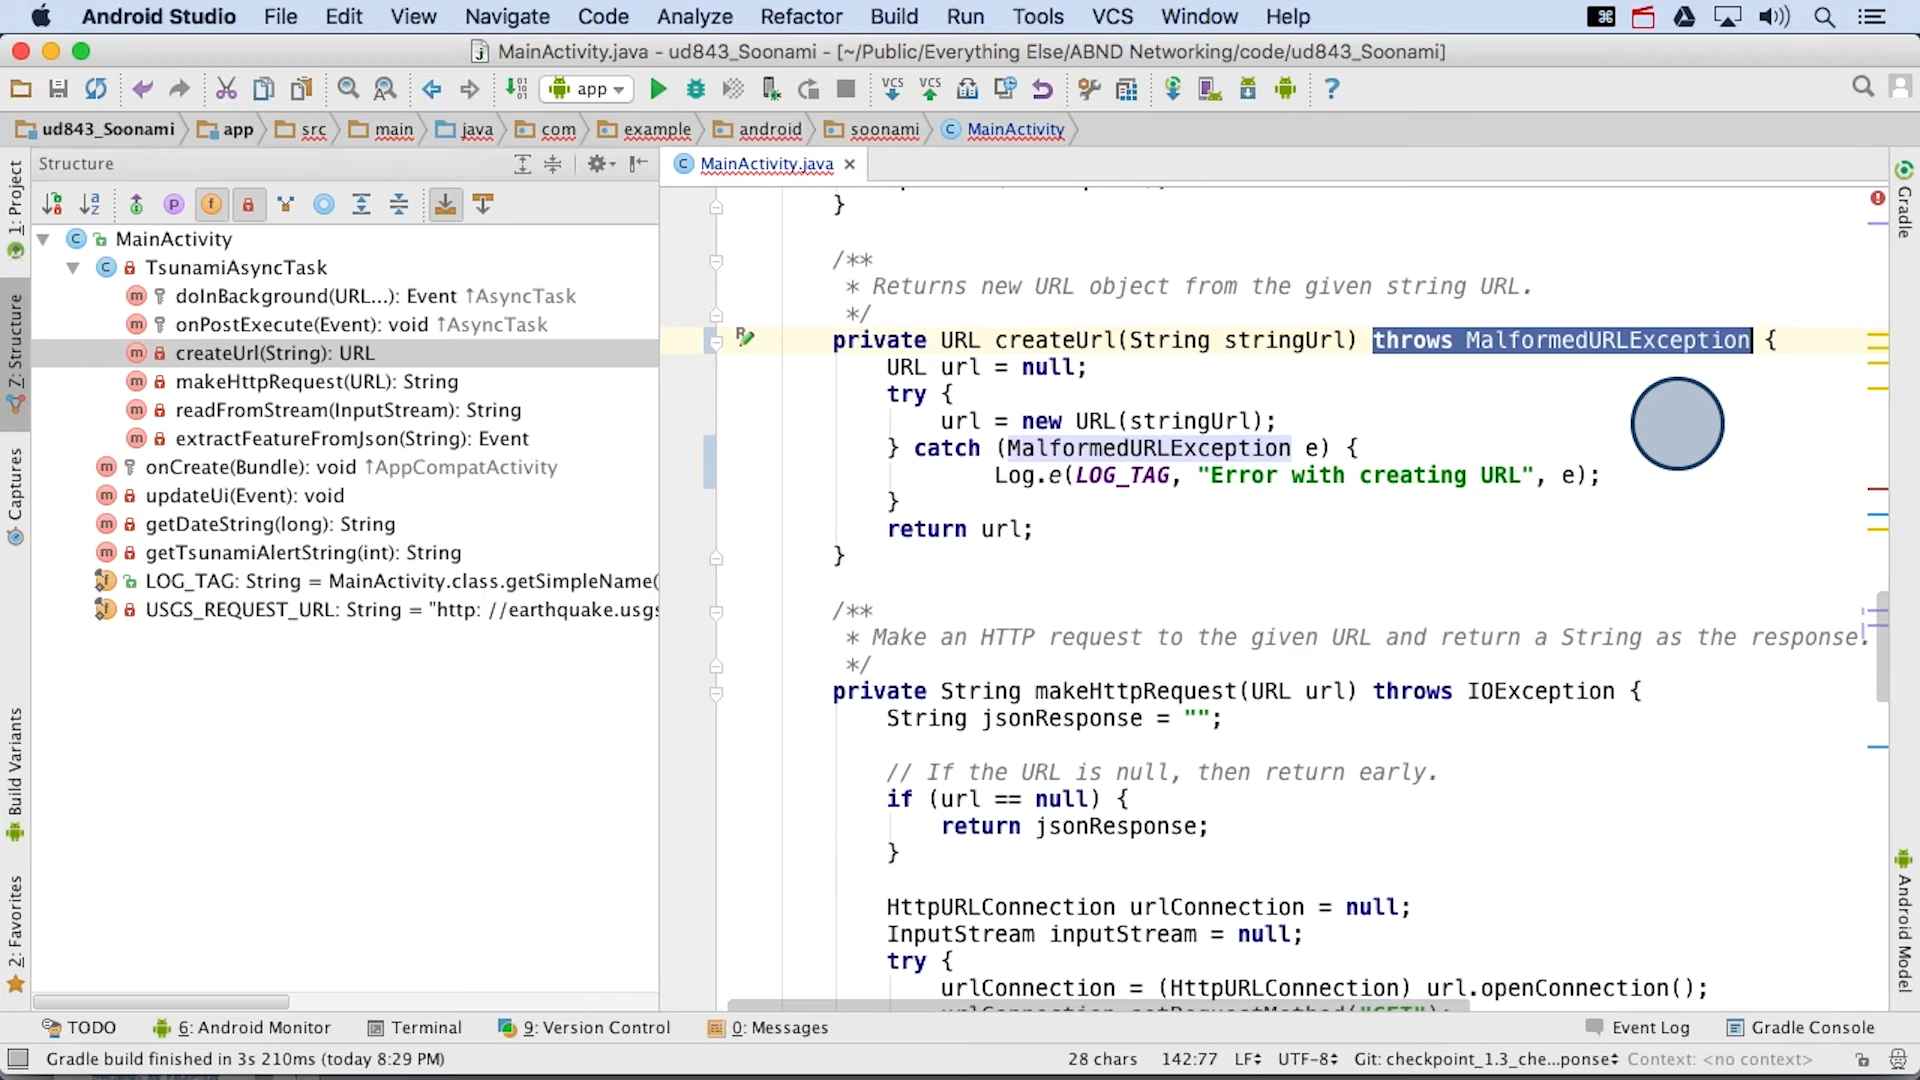 Android Studio File Edit View Navigate Code Analyze Refactor Build Run Tools VCS Window Help
MainActivity.java - ud843_Soonami - [~/Public/Everything Else/ABND Networking/code/ud843_Soonami]
app VCS VCS ?
ud843_Soonami app src main java com example android soonami MainActivity
Structure
MainActivity.java
MainActivity
TsunamiAsyncTask
doInBackground(URL...): Event ↑AsyncTask
onPostExecute(Event): void ↑AsyncTask
createUrl(String): URL
makeHttpRequest(URL): String
readFromStream(InputStream): String
extractFeatureFromJson(String): Event
onCreate(Bundle): void ↑AppCompatActivity
updateUi(Event): void
getDateString(long): String
getTsunamiAlertString(int): String
LOG_TAG: String = MainActivity.class.getSimpleName(
USGS_REQUEST_URL: String = "http: //earthquake.usgs
1: Project
Z: Structure
Captures
Build Variants
2: Favorites
}
/**
* Returns new URL object from the given string URL.
*/
private URL createUrl(String stringUrl) throws MalformedURLException {
URL url = null;
try {
url = new URL(stringUrl);
} catch (MalformedURLException e) {
Log.e(LOG_TAG, "Error with creating URL", e);
}
return url;
}
/**
* Make an HTTP request to the given URL and return a String as the response.
*/
private String makeHttpRequest(URL url) throws IOException {
String jsonResponse = "";
// If the URL is null, then return early.
if (url == null) {
return jsonResponse;
}
HttpURLConnection urlConnection = null;
InputStream inputStream = null;
try {
urlConnection = (HttpURLConnection) url.openConnection();
Gradle
Android Model
TODO 6: Android Monitor Terminal 9: Version Control 0: Messages Event Log Gradle Console
Gradle build finished in 3s 210ms (today 8:29 PM) 28 chars 142:77 LF UTF-8 Git: checkpoint_1.3_che...ponse Context: <no context>